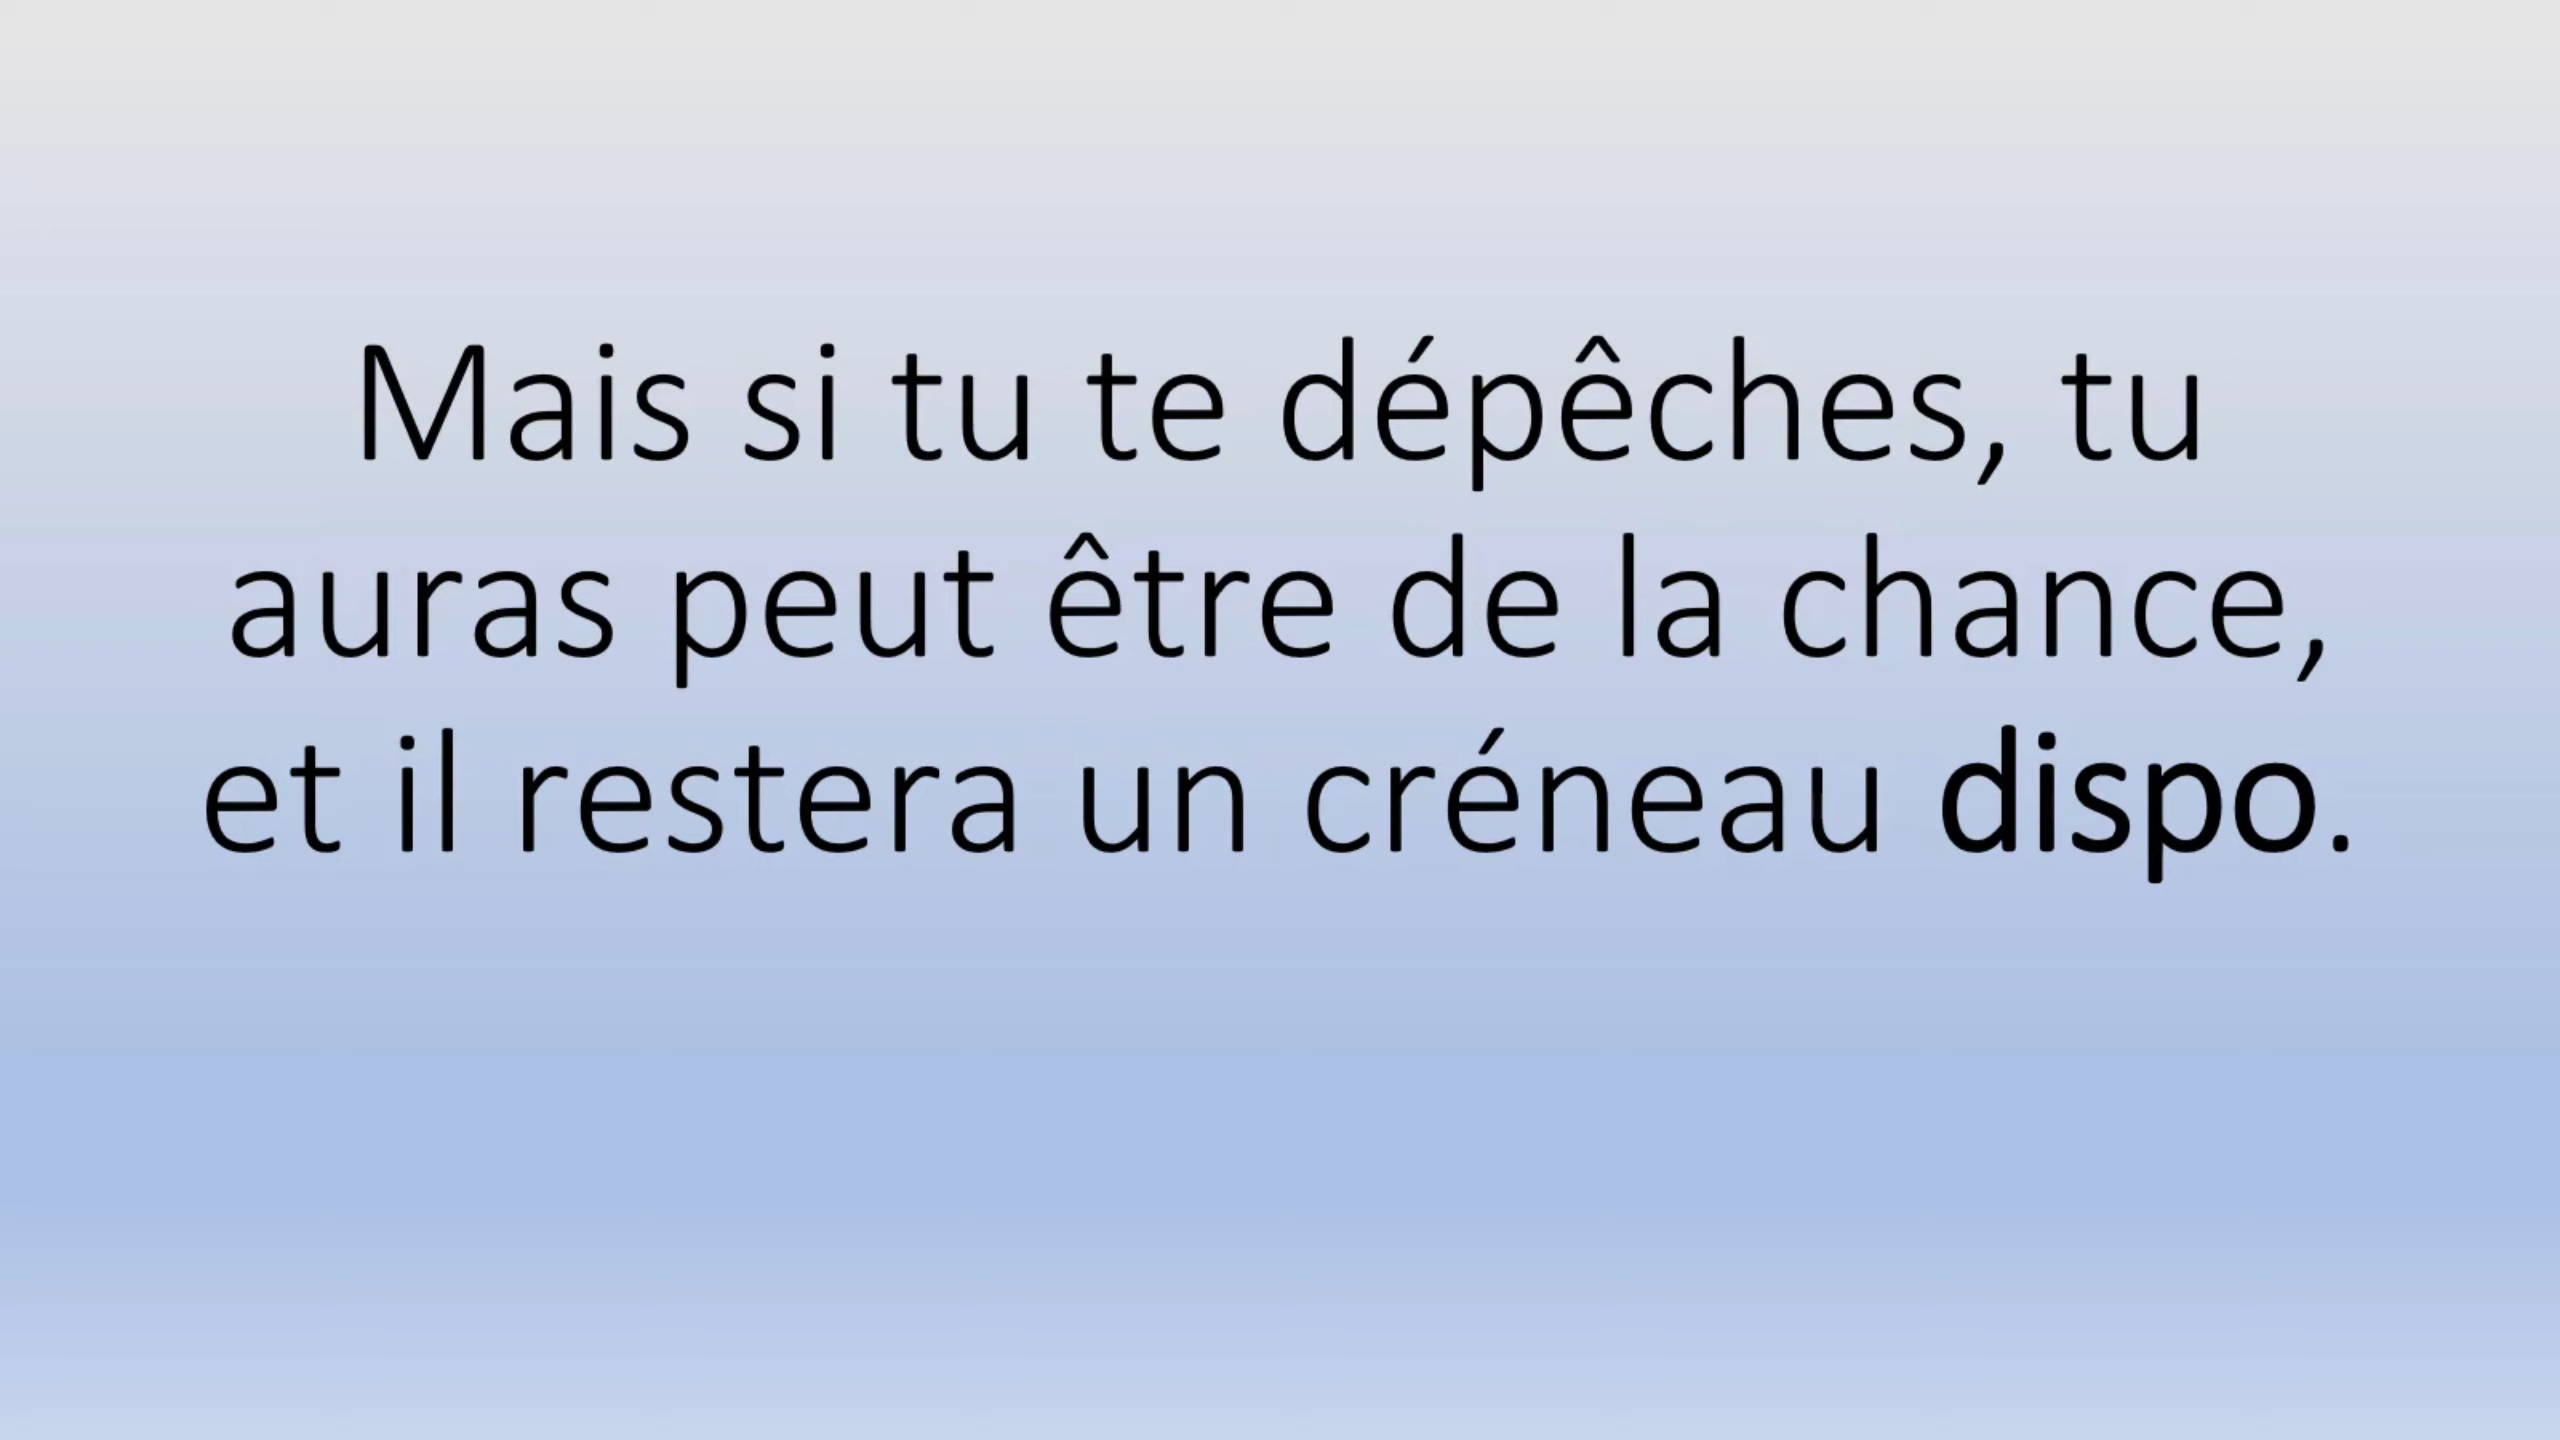 Mais si tu te dépêches, tu
auras peut être de la chance,
et il restera un créneau dispo.